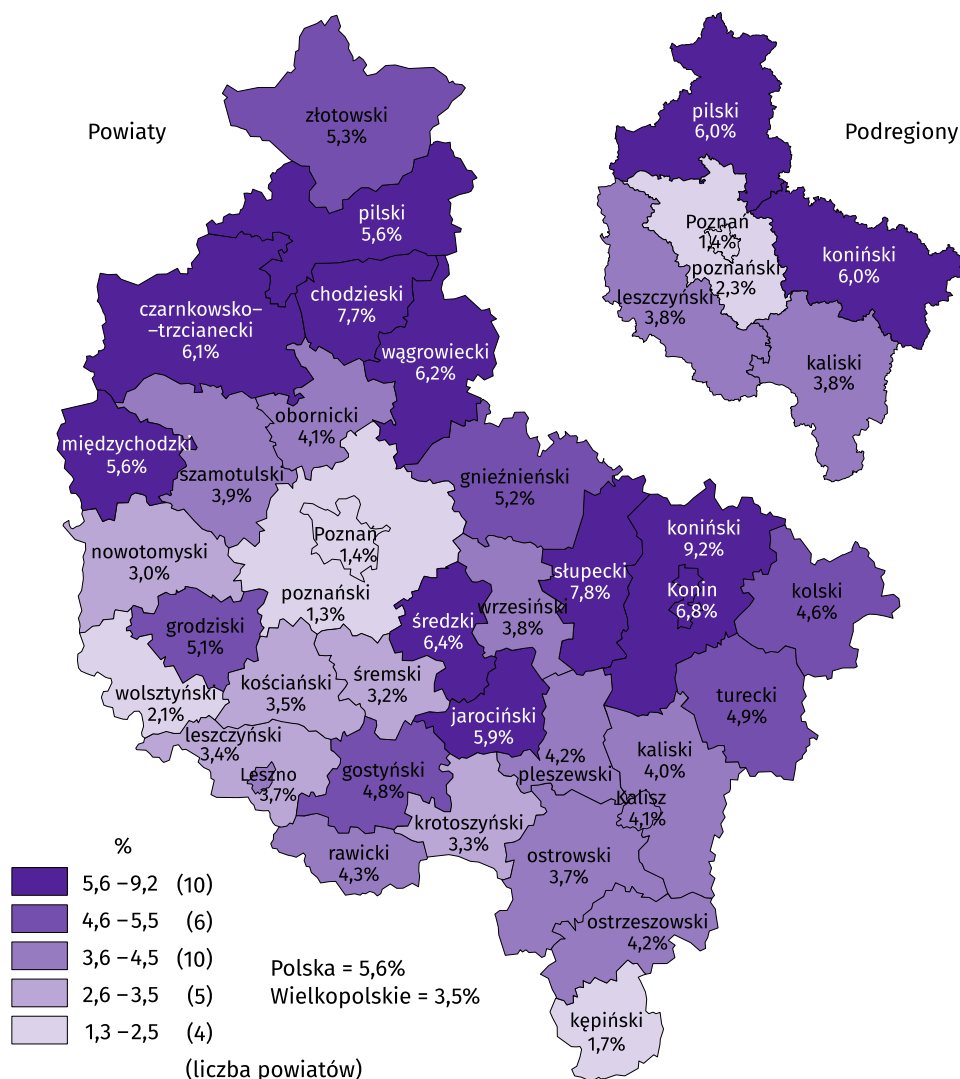 Powiaty
Podregiony
złotowski
5,3%
pilski
5,6%
chodzieski
7,7%
czarnkowsko–
–trzcianecki
6,1%
wągrowiecki
6,2%
obornicki
4,1%
międzychodzki
5,6%
szamotulski
3,9%
gnieźnieński
5,2%
Poznań
1,4%
poznański
1,3%
nowotomyski
3,0%
koniński
9,2%
Konin
6,8%
słupecki
7,8%
kolski
4,6%
wrzesiński
3,8%
średzki
6,4%
grodziski
5,1%
wolsztyński
2,1%
kościański
3,5%
śremski
3,2%
turecki
4,9%
jarociński
5,9%
leszczyński
3,4%
Leszno
3,7%
gostyński
4,8%
4,2%
pleszewski
kaliski
4,0%
Kalisz
4,1%
krotoszyński
3,3%
rawicki
4,3%
ostrowski
3,7%
ostrzeszowski
4,2%
kępiński
1,7%
pilski
6,0%
Poznań
1,4%
poznański
2,3%
koniński
6,0%
leszczyński
3,8%
kaliski
3,8%
%
5,6 –9,2 (10)
4,6 –5,5 (6)
3,6 –4,5 (10)
2,6 –3,5 (5)
1,3 –2,5 (4)
(liczba powiatów)
Polska = 5,6%
Wielkopolskie = 3,5%